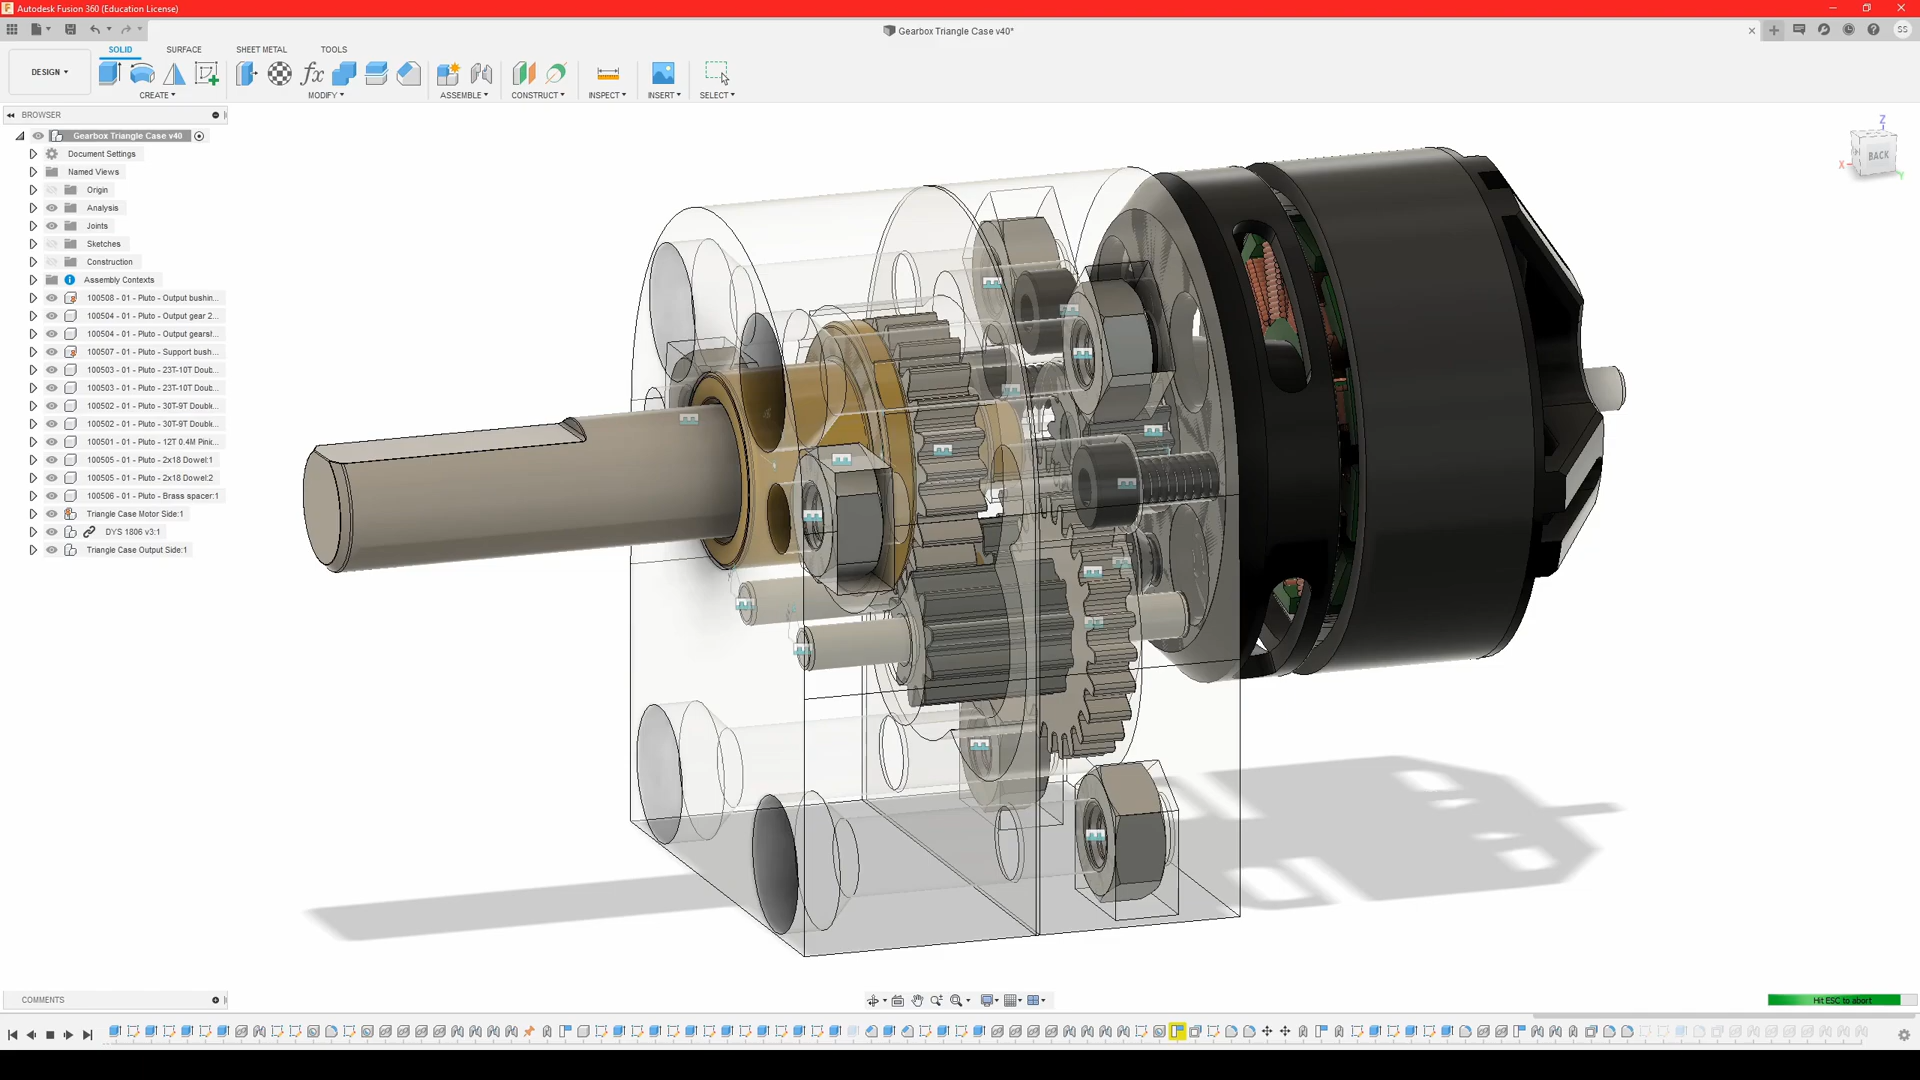 Autodesk Fusion 360 (Education License)
Gearbox Triangle Case v40*
SS
SOLID
SURFACE
SHEET METAL
TOOLS
DESIGN
CREATE
MODIFY
ASSEMBLE
CONSTRUCT
INSPECT
INSERT
SELECT
BROWSER
Gearbox Triangle Case v40
Document Settings
Named Views
Origin
Analysis
Joints
Sketches
Construction
Assembly Contexts
100508 - 01 - Pluto - Output bushin...
100504 - 01 - Pluto - Output gear 2...
100504 - 01 - Pluto - Output gearsl...
100507 - 01 - Pluto - Support bush...
100503 - 01 - Pluto - 23T-10T Doub...
100503 - 01 - Pluto - 23T-10T Doub...
100502 - 01 - Pluto - 30T-9T Double...
100502 - 01 - Pluto - 30T-9T Double...
100501 - 01 - Pluto - 12T 0.4M Pini...
100505 - 01 - Pluto - 2x18 Dowel:1
100505 - 01 - Pluto - 2x18 Dowel:2
100506 - 01 - Pluto - Brass spacer:1
Triangle Case Motor Side:1
DYS 1806 v3:1
Triangle Case Output Side:1
Z
BACK
X
Y
COMMENTS
Hit ESC to abort